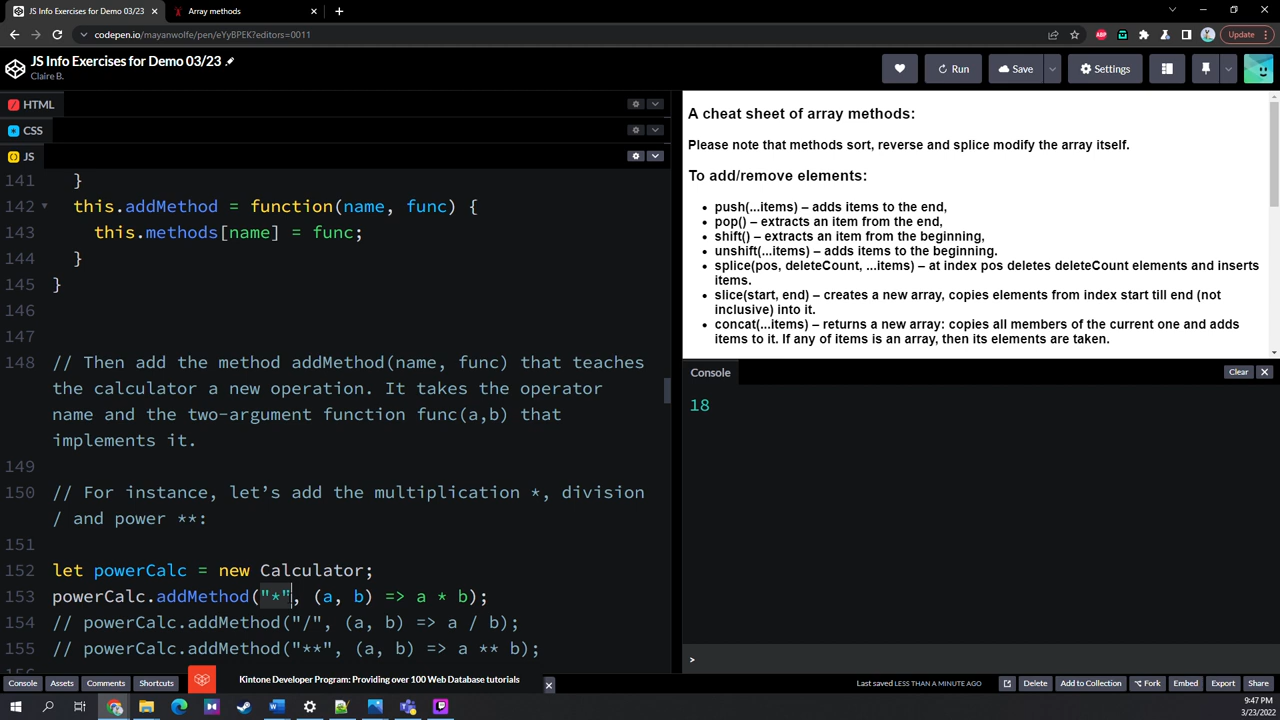 JS Info Exercises for Demo 03/23
Array methods
codepen.io/mayanwolfe/pen/eYyBPEK?editors=0011
Update
JS Info Exercises for Demo 03/23
Claire B.
Run
Save
Settings
HTML
CSS
JS
141 }
142 this.addMethod = function(name, func) {
143 this.methods[name] = func;
144 }
145 }
146
147
148 // Then add the method addMethod(name, func) that teaches
the calculator a new operation. It takes the operator
name and the two-argument function func(a,b) that
implements it.
149
150 // For instance, let’s add the multiplication *, division
/ and power **:
151
152 let powerCalc = new Calculator;
153 powerCalc.addMethod("*", (a, b) => a * b);
154 // powerCalc.addMethod("/", (a, b) => a / b);
155 // powerCalc.addMethod("**", (a, b) => a ** b);
A cheat sheet of array methods:
Please note that methods sort, reverse and splice modify the array itself.
To add/remove elements:
push(...items) – adds items to the end,
pop() – extracts an item from the end,
shift() – extracts an item from the beginning,
unshift(...items) – adds items to the beginning.
splice(pos, deleteCount, ...items) – at index pos deletes deleteCount elements and inserts
items.
slice(start, end) – creates a new array, copies elements from index start till end (not
inclusive) into it.
concat(...items) – returns a new array: copies all members of the current one and adds
items to it. If any of items is an array, then its elements are taken.
Console
Clear
18
>
Console
Assets
Comments
Shortcuts
Kintone Developer Program: Providing over 100 Web Database tutorials
Last saved LESS THAN A MINUTE AGO
Delete
Add to Collection
Fork
Embed
Export
Share
9:47 PM
3/23/2022